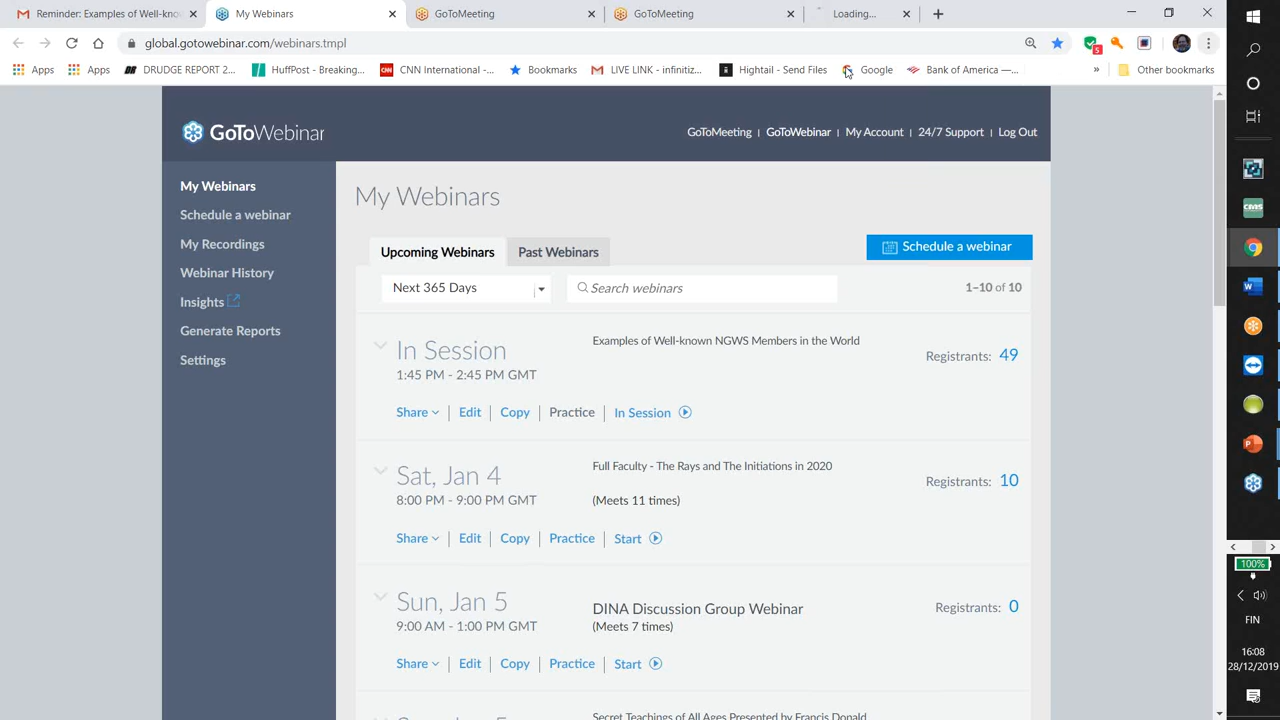 Reminder: Examples of Well-kno
My Webinars
GoToMeeting
GoToMeeting
Loading...
global.gotowebinar.com/webinars.tmpl
5
Apps
Apps
DRUDGE REPORT 2...
HuffPost - Breaking...
CNN International -...
Bookmarks
LIVE LINK - infinitiz...
Hightail - Send Files
Google
Bank of America —...
»
Other bookmarks
GoToWebinar
GoToMeeting | GoToWebinar | My Account | 24/7 Support | Log Out
My Webinars
Schedule a webinar
My Recordings
Webinar History
Insights
Generate Reports
Settings
My Webinars
Upcoming Webinars
Past Webinars
Schedule a webinar
Next 365 Days
Search webinars
1–10 of 10
In Session
1:45 PM - 2:45 PM GMT
Examples of Well-known NGWS Members in the World
Registrants: 49
Share | Edit | Copy | Practice | In Session
Sat, Jan 4
8:00 PM - 9:00 PM GMT
Full Faculty - The Rays and The Initiations in 2020
(Meets 11 times)
Registrants: 10
Share | Edit | Copy | Practice | Start
Sun, Jan 5
9:00 AM - 1:00 PM GMT
DINA Discussion Group Webinar
(Meets 7 times)
Registrants: 0
Share | Edit | Copy | Practice | Start
Secret Teachings of All Ages Presented by Francis Donald
CMS
100%
FIN
16:08
28/12/2019